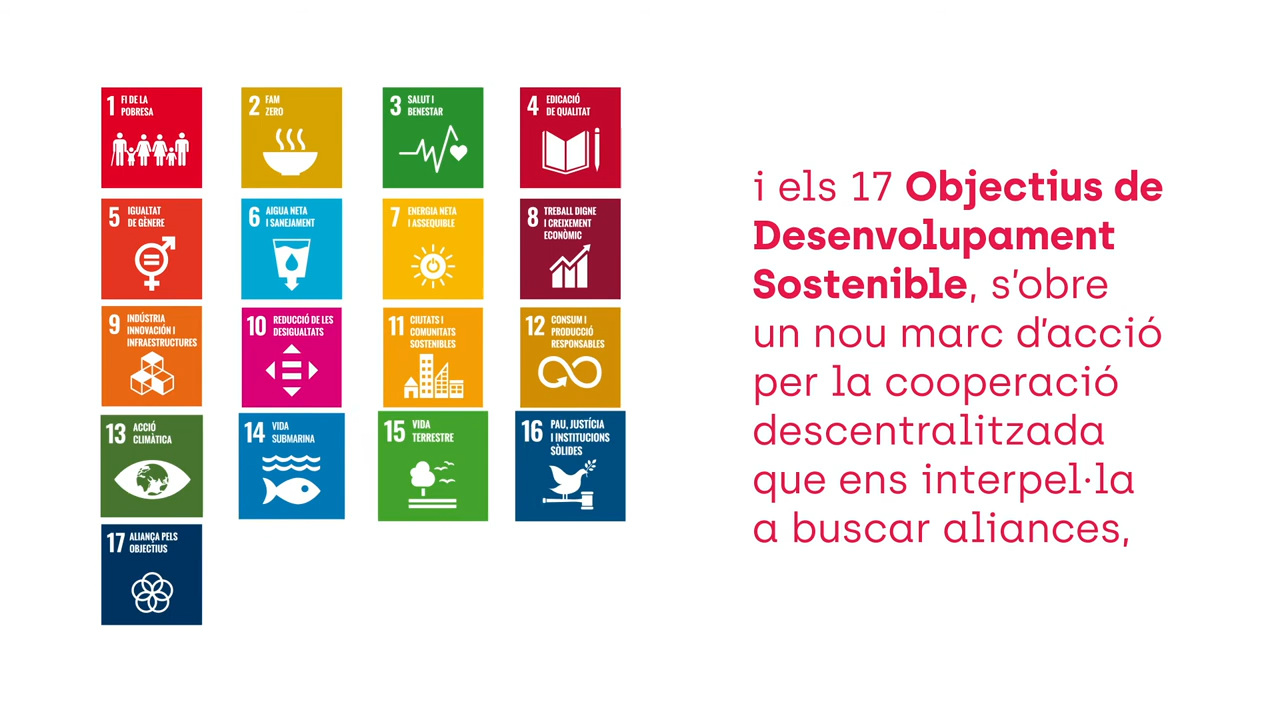 1 FI DE LA
POBRESA
2 FAM
ZERO
3 SALUT I
BENESTAR
4 EDICACIÓ
DE QUALITAT
5 IGUALTAT
DE GÈNERE
6 AIGUA NETA
I SANEJAMENT
7 ENERGIA NETA
I ASSEQUIBLE
8 TREBALL DIGNE
I CREIXEMENT
ECONÒMIC
9 INDÚSTRIA
INNOVACIÓN I
INFRAESTRUCTURES
10 REDUCCIÓ DE LES
DESIGUALTATS
11 CIUTATS I
COMUNITATS
SOSTENIBLES
12 CONSUM I
PRODUCCIÓ
RESPONSABLES
13 ACCIÓ
CLIMÀTICA
14 VIDA
SUBMARINA
15 VIDA
TERRESTRE
16 PAU, JUSTÍCIA
I INSTITUCIONS
SÒLIDES
17 ALIANÇA PELS
OBJECTIUS
i els 17 Objectius de
Desenvolupament
Sostenible, s'obre
un nou marc d'acció
per la cooperació
descentralitzada
que ens interpel·la
a buscar aliances,